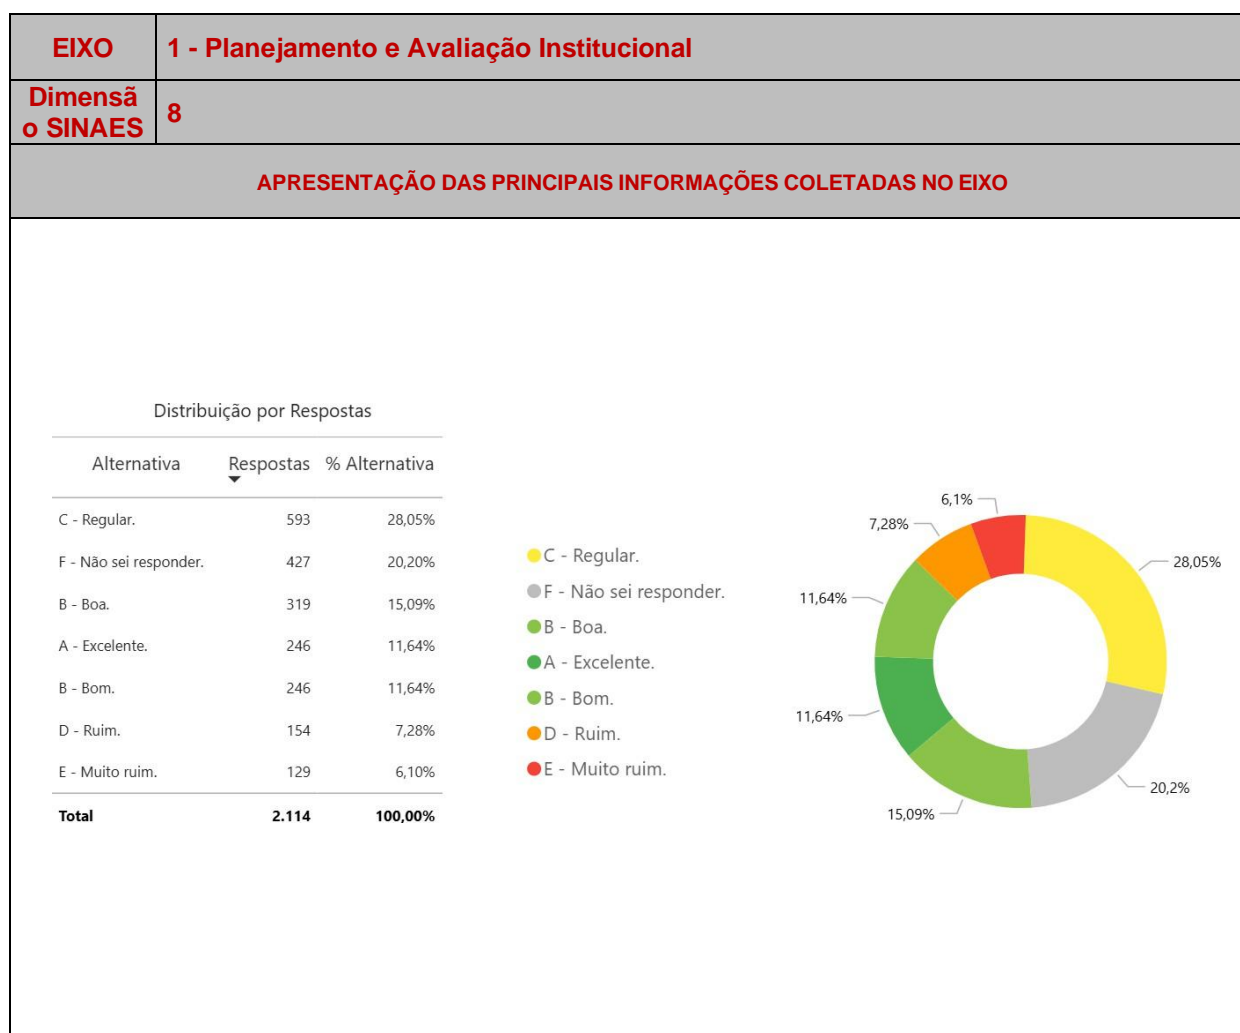 EIXO
1 - Planejamento e Avaliação Institucional
Dimensã
o SINAES
8
APRESENTAÇÃO DAS PRINCIPAIS INFORMAÇÕES COLETADAS NO EIXO
Distribuição por Respostas
Alternativa Respostas % Alternativa
C - Regular. 593 28,05%
F - Não sei responder. 427 20,20%
B - Boa. 319 15,09%
A - Excelente. 246 11,64%
B - Bom. 246 11,64%
D - Ruim. 154 7,28%
E - Muito ruim. 129 6,10%
Total 2.114 100,00%
C - Regular.
F - Não sei responder.
B - Boa.
A - Excelente.
B - Bom.
D - Ruim.
E - Muito ruim.
6,1%
7,28%
28,05%
11,64%
11,64%
20,2%
15,09%